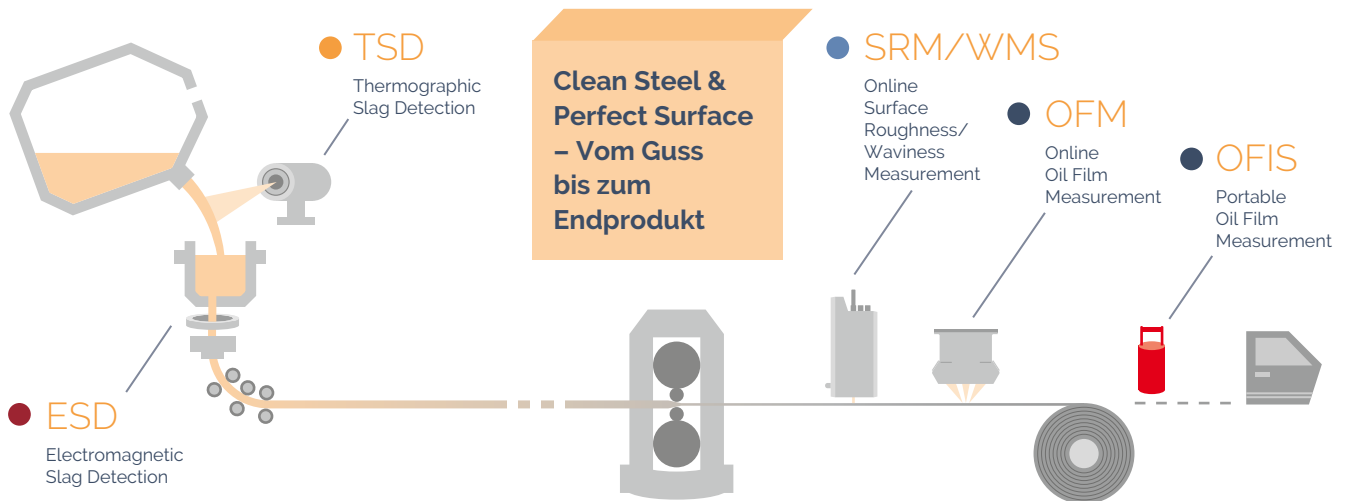 TSD
Thermographic
Slag Detection
Clean Steel &
Perfect Surface
– Vom Guss
bis zum
Endprodukt
SRM/WMS
Online
Surface
Roughness/
Waviness
Measurement
OFM
Online
Oil Film
Measurement
OFIS
Portable
Oil Film
Measurement
ESD
Electromagnetic
Slag Detection